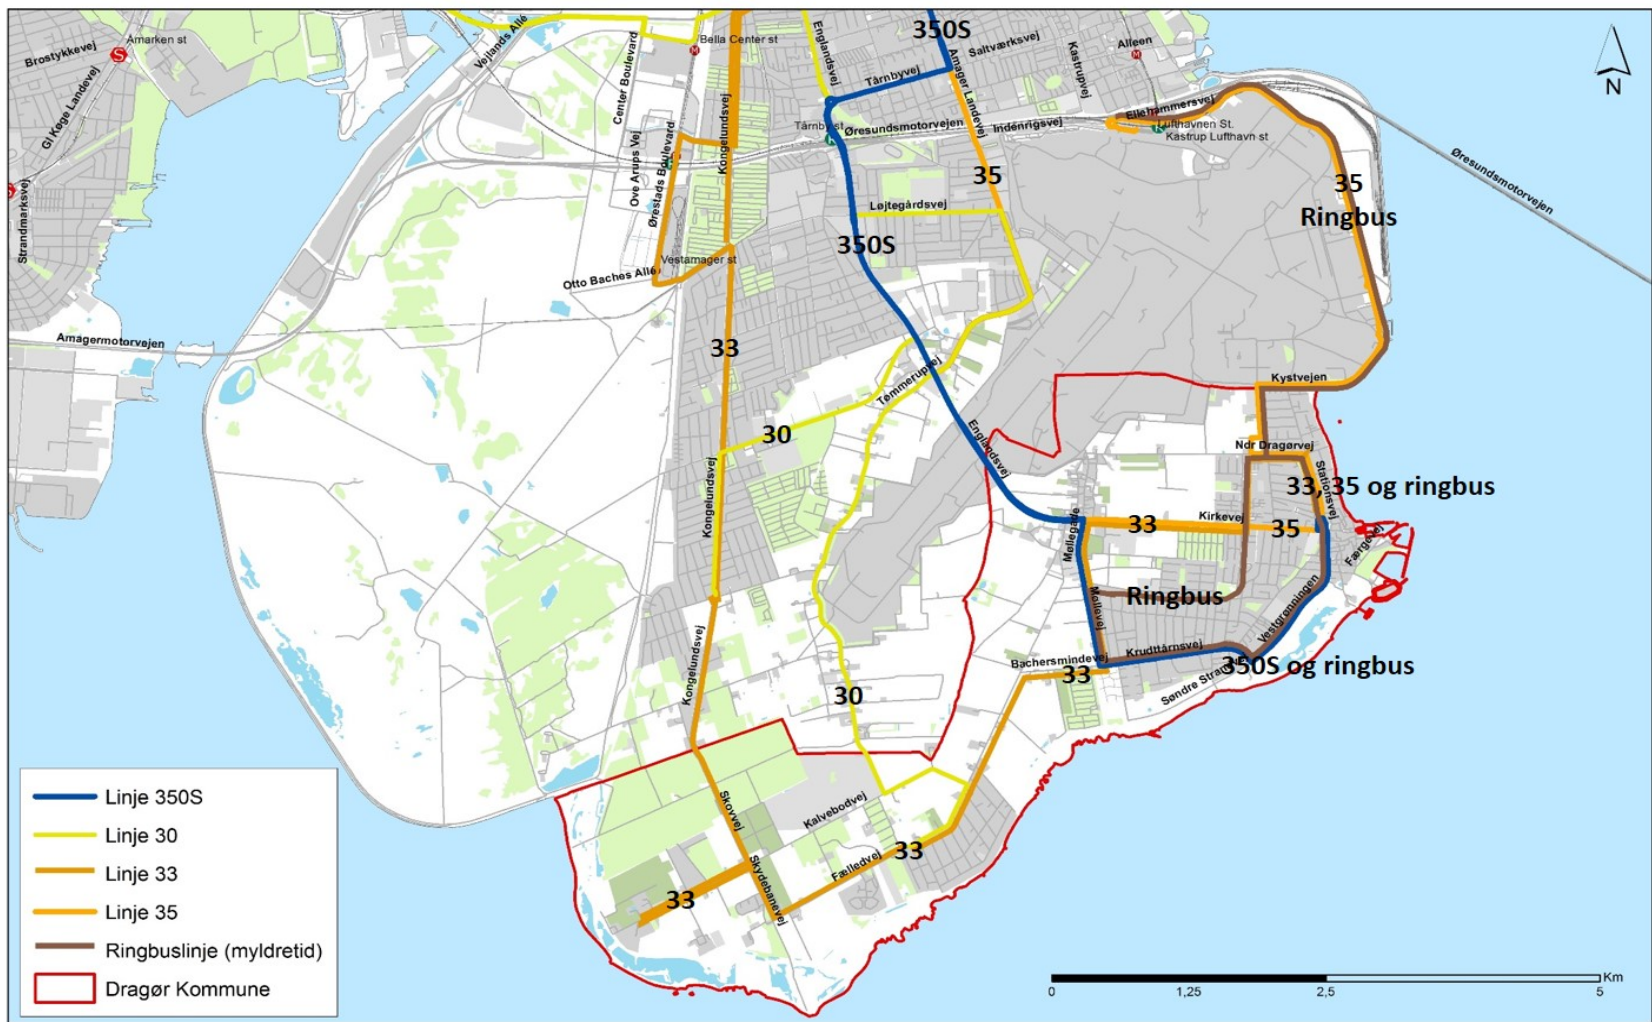 350S
Brostykkevej
Åmarken st
Gl Køge Landevej
Strandmarksvej
Vejlands Allé
Center Boulevard
Bella Center st
Englandsvej
Saltværksvej
Kastrupvej
Alleen
N
Tårnbyvej
Amager Landevej
Ellehammersvej
Tårnby st
Øresundsmotorvejen
Indenrigsvej
Lufthavnen St.
Kastrup Lufthavn st
Øresundsmotorvejen
Ove Arups Vej
Ørestads Boulevard
Kongelundsvej
35
35
Ringbus
Løjtegårdsvej
350S
Vestamager st
Otto Baches Allé
Amagermotorvejen
33
Tømmerupvej
Kystvejen
30
Englandsvej
Ndr Dragørvej
Kongelundsvej
Stationsvej
33, 35 og ringbus
Kirkevej
33
35
Møllegade
Færgevej
Møllevej
Ringbus
Vestgrønningen
Kongelundsvej
Krudttårnsvej
Bachersmindevej
33
350S og ringbus
30
Skovvej
Kalvebodvej
Fælledvej
33
Skydebanevej
33
Linje 350S
Linje 30
Linje 33
Linje 35
Ringbuslinje (myldretid)
Dragør Kommune
Km
0
1,25
2,5
5